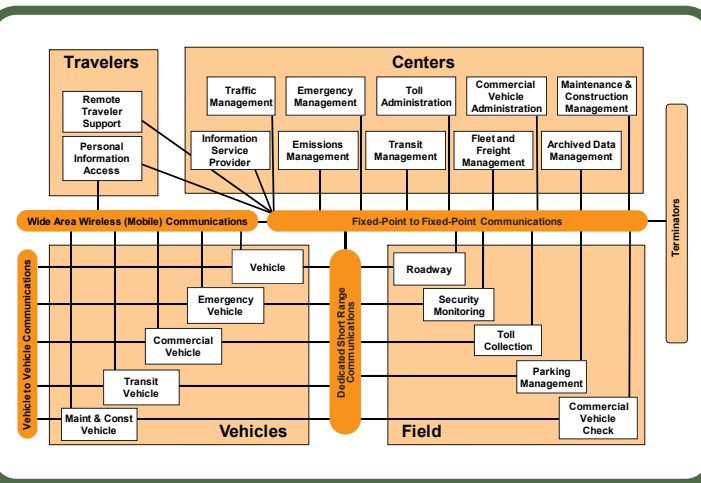 Travelers
Remote
Traveler
Support
Personal
Information
Access
Centers
Traffic
Management
Emergency
Management
Toll
Administration
Commercial
Vehicle
Administration
Maintenance &
Construction
Management
Information
Service
Provider
Emissions
Management
Transit
Management
Fleet and
Freight
Management
Archived Data
Management
Terminators
Wide Area Wireless (Mobile) Communications
Fixed-Point to Fixed-Point Communications
Vehicle to Vehicle Communications
Vehicle
Emergency
Vehicle
Commercial
Vehicle
Transit
Vehicle
Maint & Const
Vehicle
Vehicles
Dedicated Short Range
Communications
Roadway
Security
Monitoring
Toll
Collection
Parking
Management
Commercial
Vehicle
Check
Field